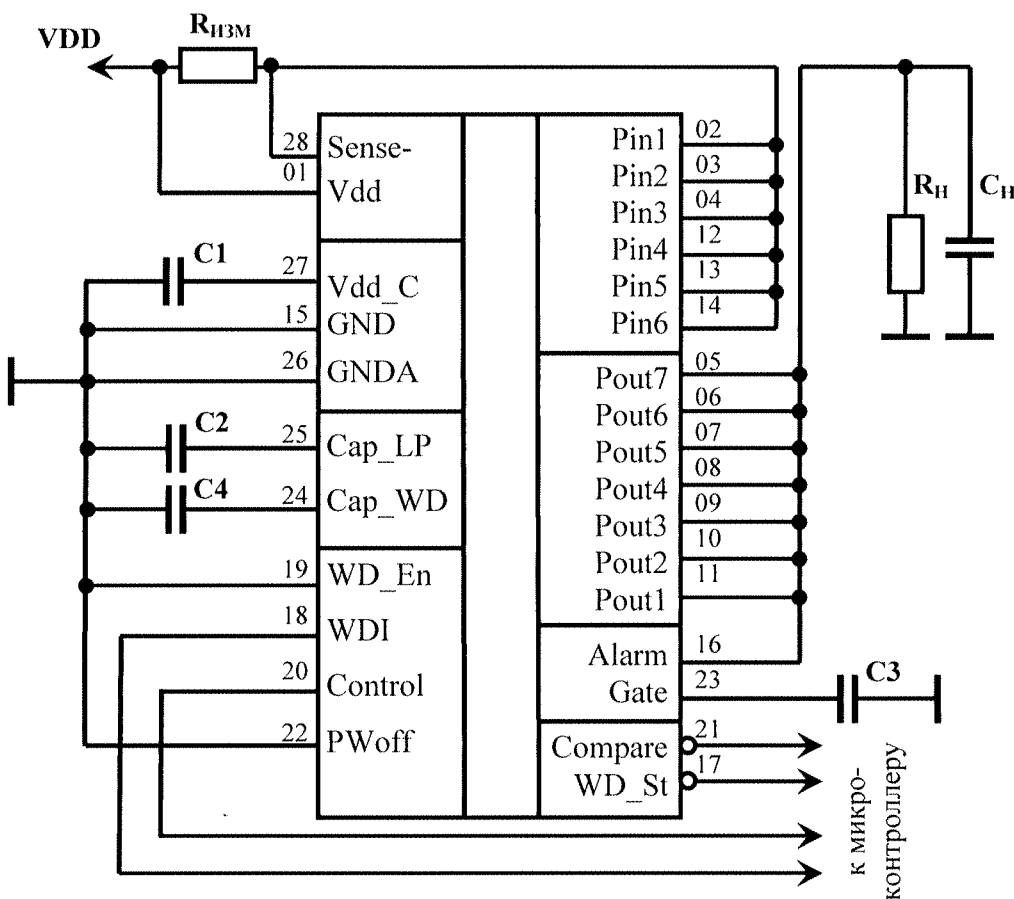 VDD
RИЗМ
28
Sense-
01
Vdd
C1
27
Vdd_C
15
GND
26
GNDA
C2
25
Cap_LP
C4
24
Cap_WD
19
WD_En
18
WDI
20
Control
22
PWoff
Pin1
02
Pin2
03
Pin3
04
Pin4
12
Pin5
13
Pin6
14
Pout7
05
Pout6
06
Pout5
07
Pout4
08
Pout3
09
Pout2
10
Pout1
11
Alarm
16
Gate
23
Compare
21
WD_St
17
RН
CН
C3
к микро-
контроллеру